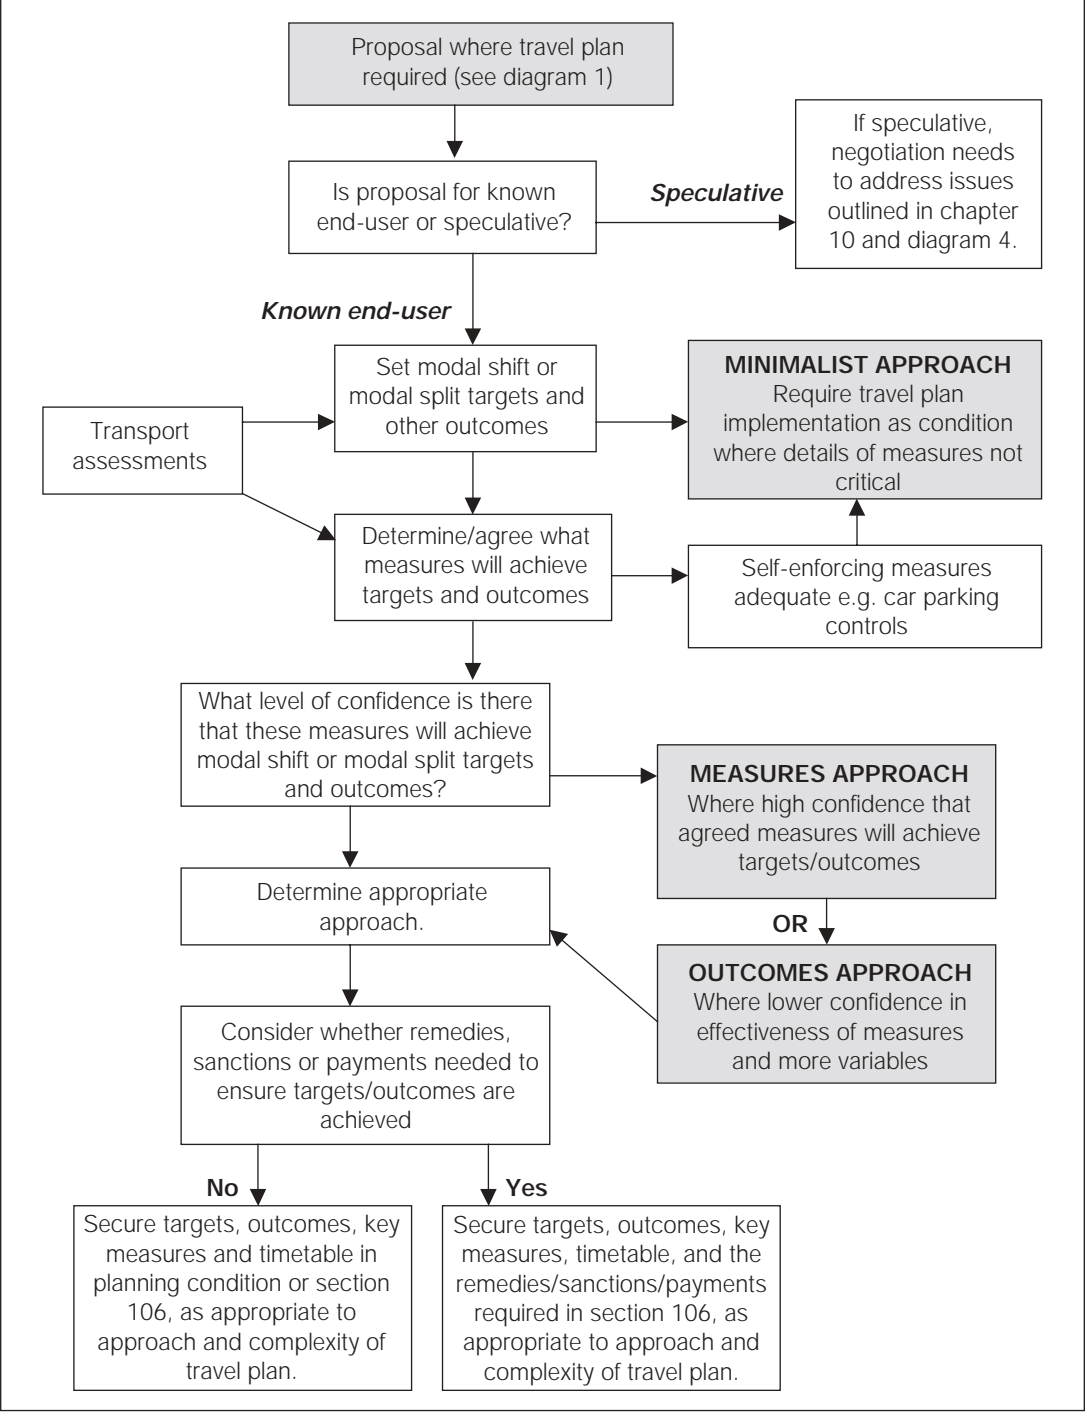 Proposal where travel plan
required (see diagram 1)
If speculative,
negotiation needs
to address issues
outlined in chapter
10 and diagram 4.
Is proposal for known
end-user or speculative?
Speculative
Known end-user
Set modal shift or
modal split targets and
other outcomes
MINIMALIST APPROACH
Require travel plan
implementation as condition
where details of measures not
critical
Transport
assessments
Determine/agree what
measures will achieve
targets and outcomes
Self-enforcing measures
adequate e.g. car parking
controls
What level of confidence is there
that these measures will achieve
modal shift or modal split targets
and outcomes?
MEASURES APPROACH
Where high confidence that
agreed measures will achieve
targets/outcomes
Determine appropriate
approach.
OR
OUTCOMES APPROACH
Where lower confidence in
effectiveness of measures
and more variables
Consider whether remedies,
sanctions or payments needed to
ensure targets/outcomes are
achieved
No
Yes
Secure targets, outcomes, key
measures and timetable in
planning condition or section
106, as appropriate to
approach and complexity of
travel plan.
Secure targets, outcomes, key
measures, timetable, and the
remedies/sanctions/payments
required in section 106, as
appropriate to approach and
complexity of travel plan.